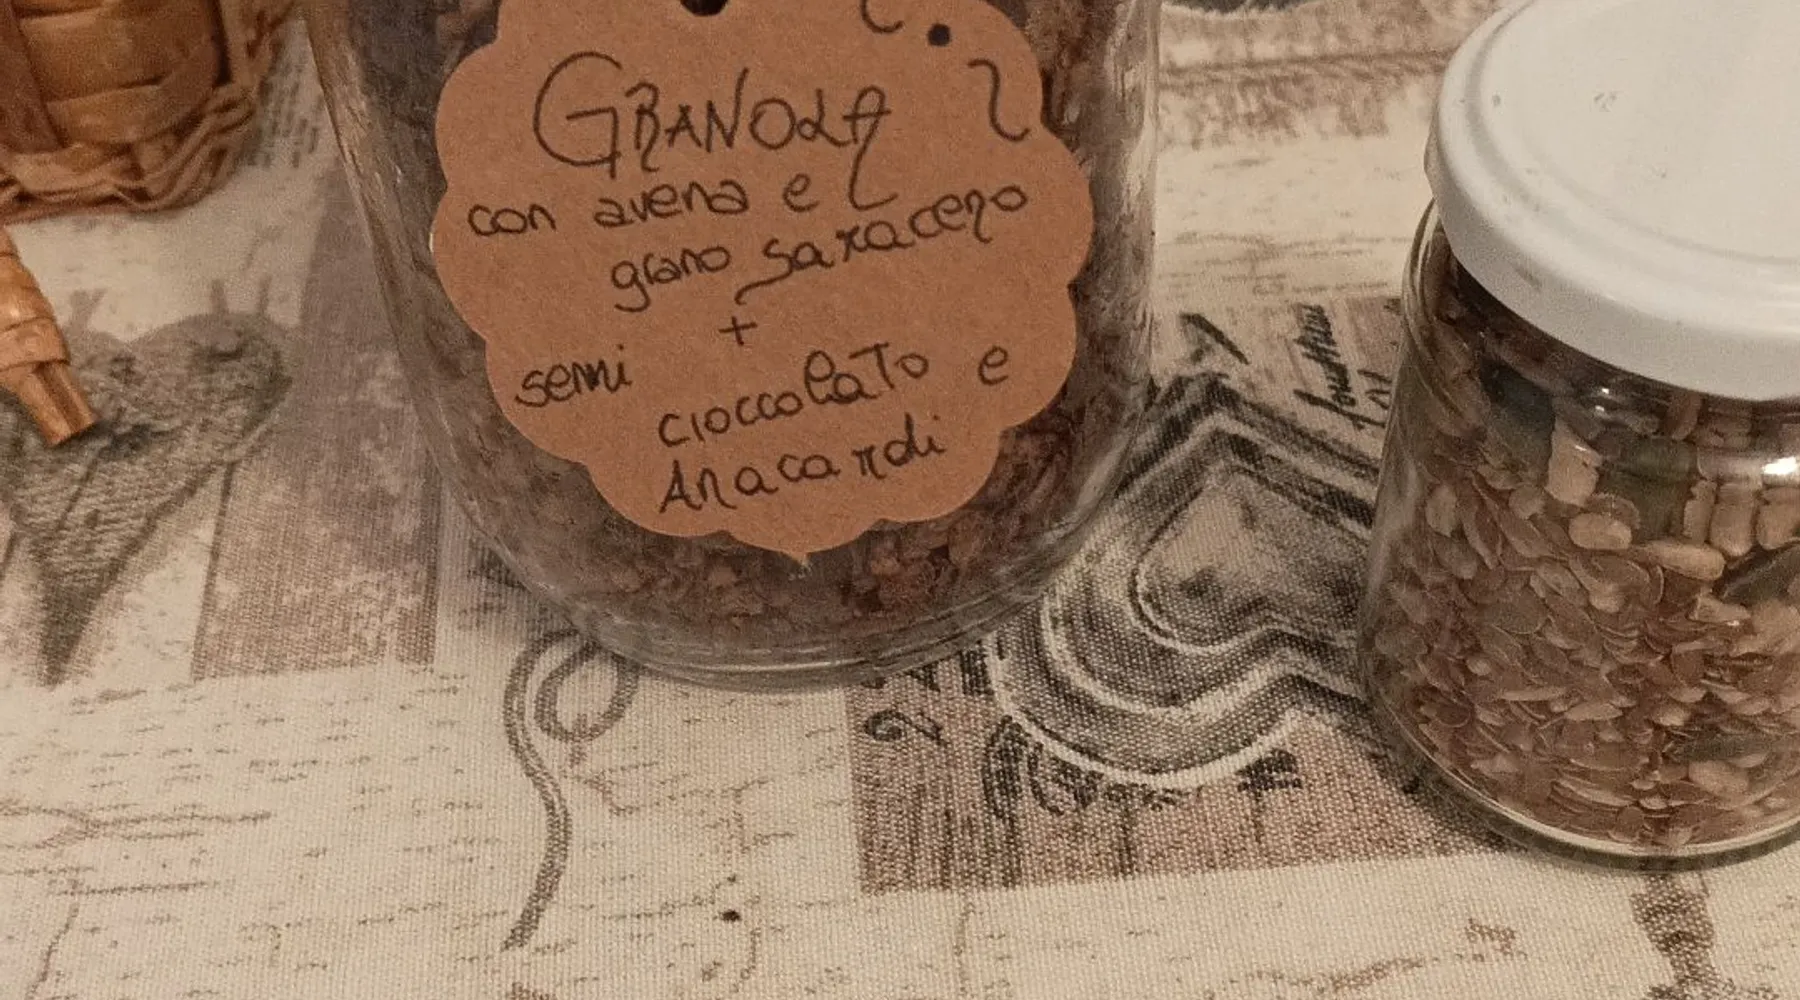 GRANOLA
con avena e
grano saraceno
+
semi
cioccolato e
Anacardi